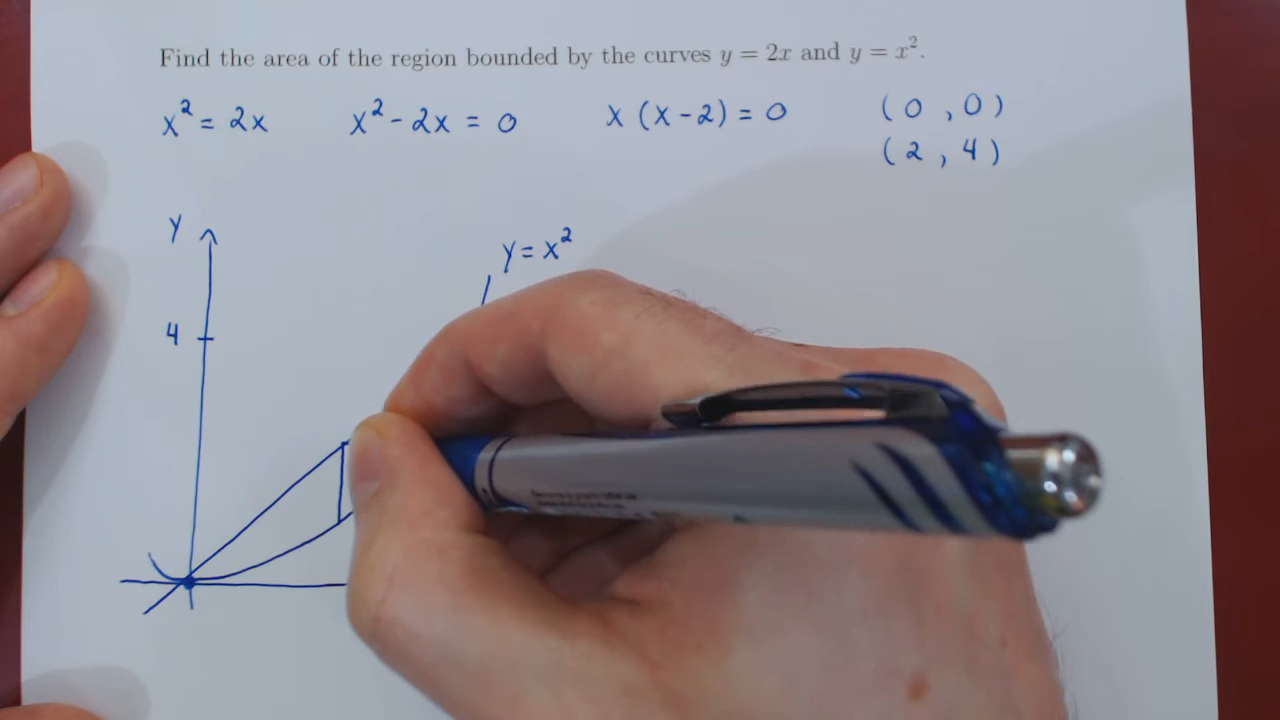 Find the area of the region bounded by the curves y = 2x and y = x².
x² = 2x    x² - 2x = 0    x (x - 2) = 0    (0 , 0)
(2 , 4)
y
y = x²
4